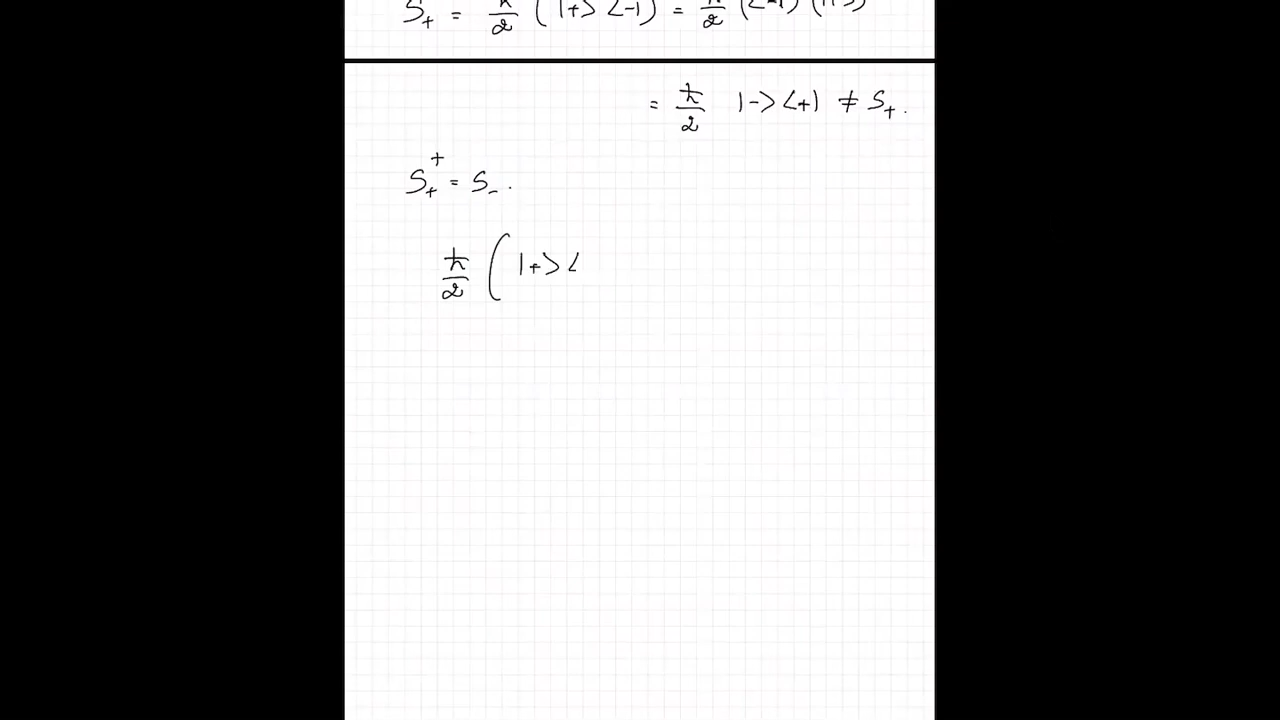 S₊ = ℏ/2 ( |+> <-| ) = ℏ/2 (<-|) (|+>)
= ℏ/2 |-> <+| ≠ S₊ .
S₊⁺ = S₋ .
ℏ/2 ( |+> <